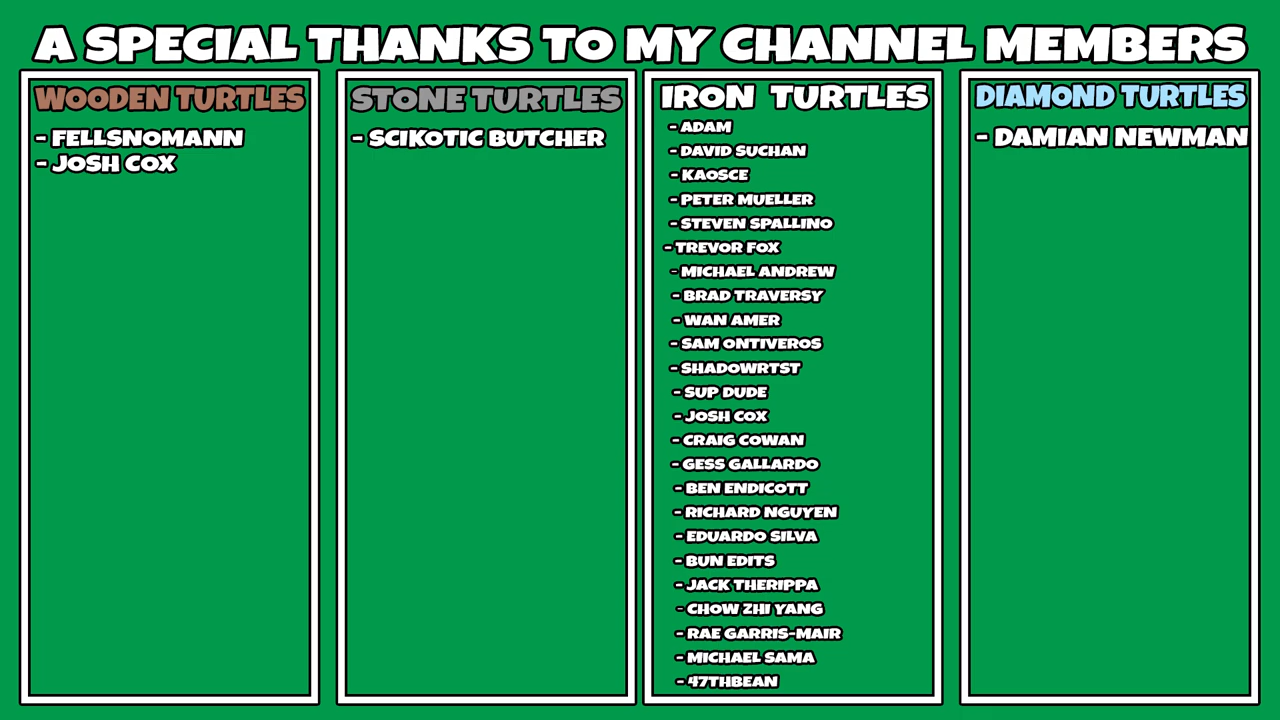 A SPECIAL THANKS TO MY CHANNEL MEMBERS
WOODEN TURTLES
- FELLSNOMANN
- JOSH COX
STONE TURTLES
- SCIKOTIC BUTCHER
IRON TURTLES
- ADAM
- DAVID SUCHAN
- KAOSCE
- PETER MUELLER
- STEVEN SPALLINO
- TREVOR FOX
- MICHAEL ANDREW
- BRAD TRAVERSY
- WAN AMER
- SAM ONTIVEROS
- SHADOWRTST
- SUP DUDE
- JOSH COX
- CRAIG COWAN
- GESS GALLARDO
- BEN ENDICOTT
- RICHARD NGUYEN
- EDUARDO SILVA
- BUN EDITS
- JACK THERIPPA
- CHOW ZHI YANG
- RAE GARRIS-MAIR
- MICHAEL SAMA
- 47THBEAN
DIAMOND TURTLES
- DAMIAN NEWMAN